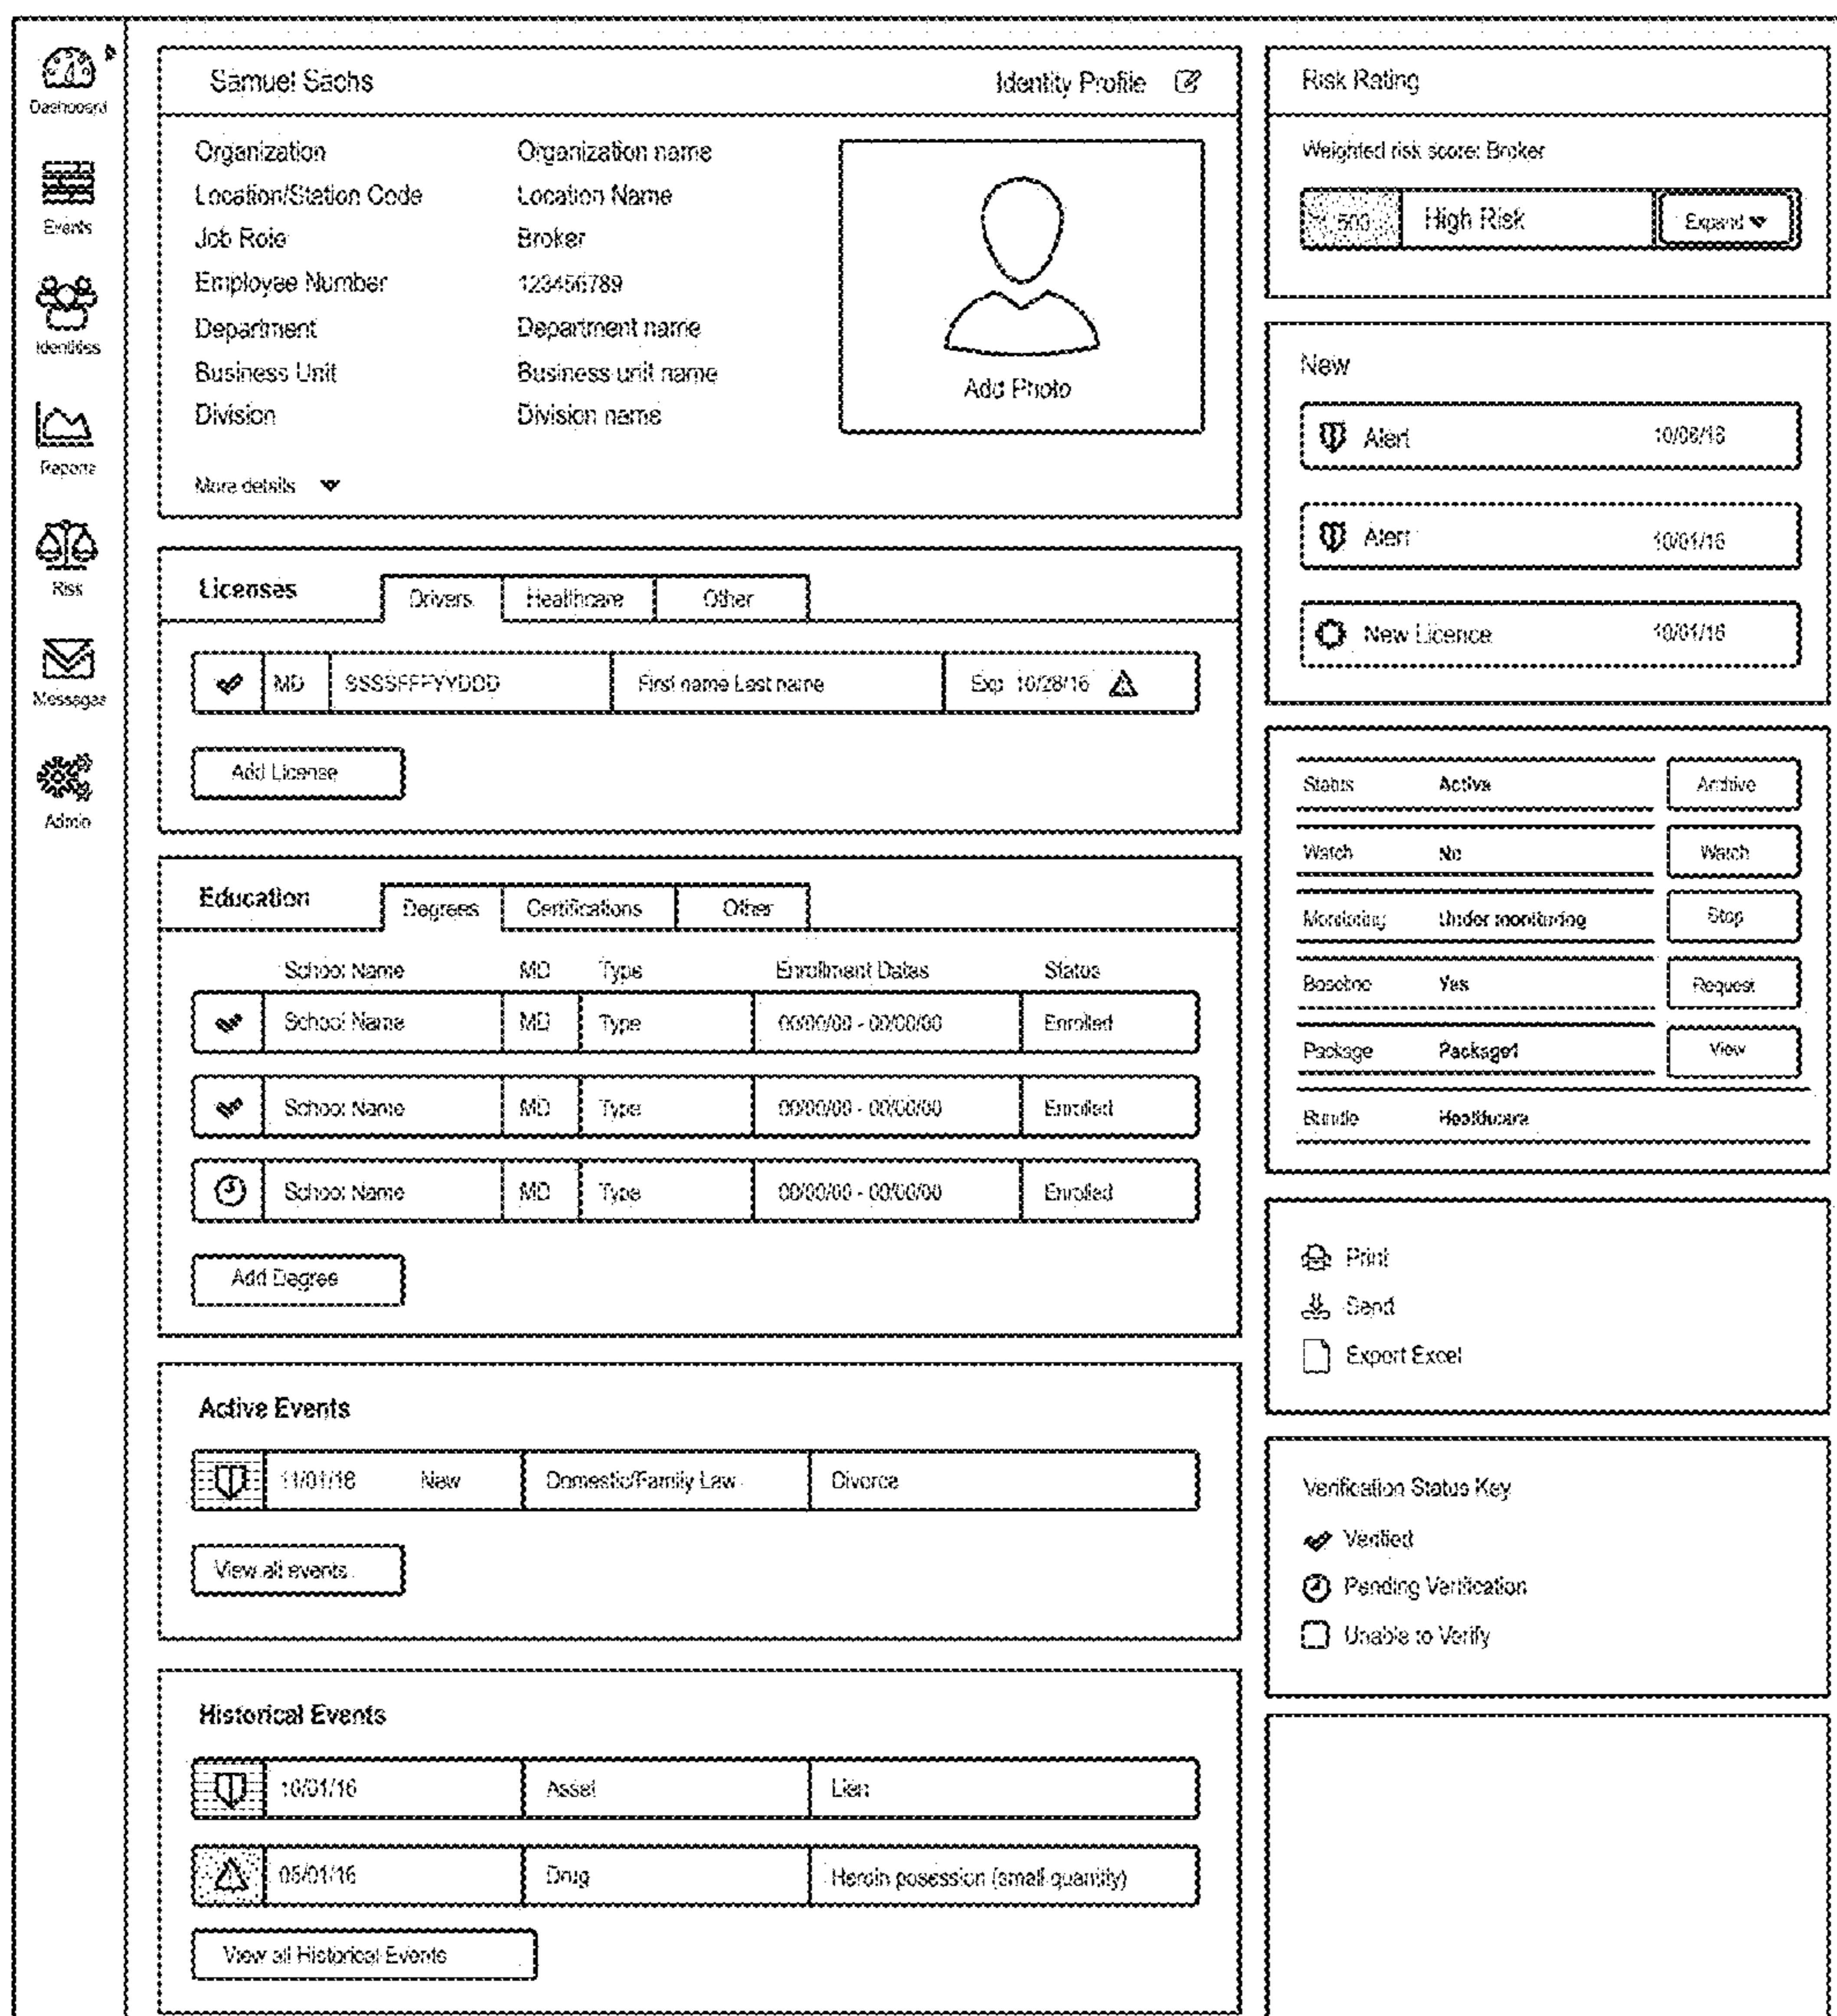 Dashboard
Events
Identities
Reports
Risk
Messages
Admin
Samuel Sachs Identity Profile
Organization Organization name
Location/Station Code Location Name
Job Role Broker
Employee Number 123456789
Department Department name
Business Unit Business unit name
Division Division name
Add Photo
More details
Licenses Drivers Healthcare Other
MD SSSSFFFYYDDD First name Last name Exp 10/28/16
Add License
Education Degrees Certifications Other
School Name MD Type Enrollment Dates Status
School Name MD Type 00/00/00 - 00/00/00 Enrolled
School Name MD Type 00/00/00 - 00/00/00 Enrolled
School Name MD Type 00/00/00 - 00/00/00 Enrolled
Add Degree
Active Events
11/01/16 New Domestic/Family Law Divorce
View all events
Historical Events
10/01/16 Asset Lien
Drug Heroin posession (small quantity)
View all Historical Events
Risk Rating
Weighted risk score: Broker
500 High Risk Expand
New
Alert
Alert 10/01/16
New Licence 10/01/16
Status Active Archive
Watch No Watch
Monitoring Under monitoring Stop
Baseline Yes Request
Package Package1 View
Bundle Healthcare
Print
Send
Export Excel
Verification Status Key
Verified
Pending Verification
Unable to Verify